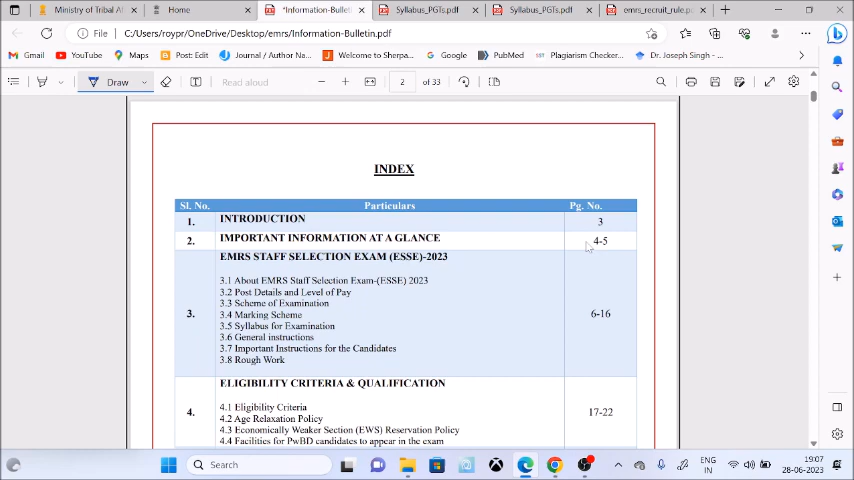 Ministry of Tribal Af
Home
*Information-Bulletin
Syllabus_PGTs.pdf
Syllabus_PGTs.pdf
emrs_recruit_rule.p
File
C:/Users/roypr/OneDrive/Desktop/emrs/Information-Bulletin.pdf
Gmail
YouTube
Maps
Post: Edit
Journal / Author Na...
Welcome to Sherpa...
Google
PubMed
Plagiarism Checker...
Dr. Joseph Singh -...
Draw
Read aloud
2
of 33
INDEX
Sl. No. Particulars Pg. No.
1. INTRODUCTION 3
2. IMPORTANT INFORMATION AT A GLANCE 4-5
EMRS STAFF SELECTION EXAM (ESSE)-2023
3.1 About EMRS Staff Selection Exam-(ESSE) 2023
3.2 Post Details and Level of Pay
3.3 Scheme of Examination
3. 3.4 Marking Scheme 6-16
3.5 Syllabus for Examination
3.6 General instructions
3.7 Important Instructions for the Candidates
3.8 Rough Work
ELIGIBILITY CRITERIA & QUALIFICATION
4.1 Eligibility Criteria
4. 17-22
4.2 Age Relaxation Policy
4.3 Economically Weaker Section (EWS) Reservation Policy
4.4 Facilities for PwBD candidates to appear in the exam
Search
ENG
IN
19:07
28-06-2023